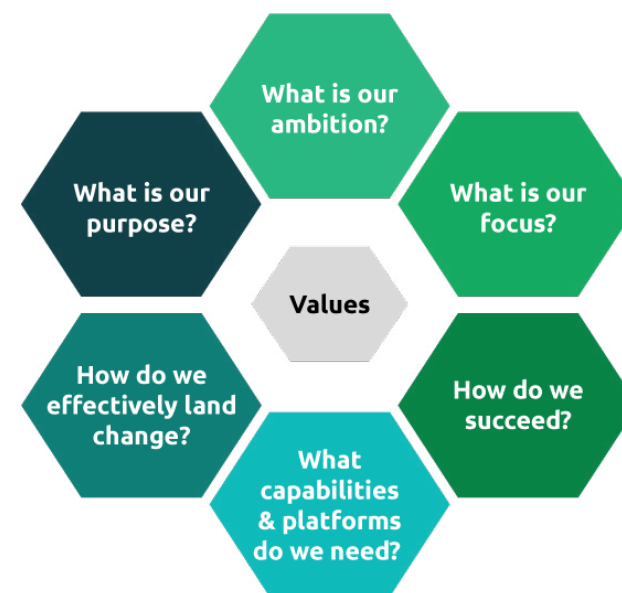 What is our
ambition?
What is our
purpose?
What is our
focus?
Values
How do we
effectively land
change?
How do we
succeed?
What
capabilities
& platforms
do we need?